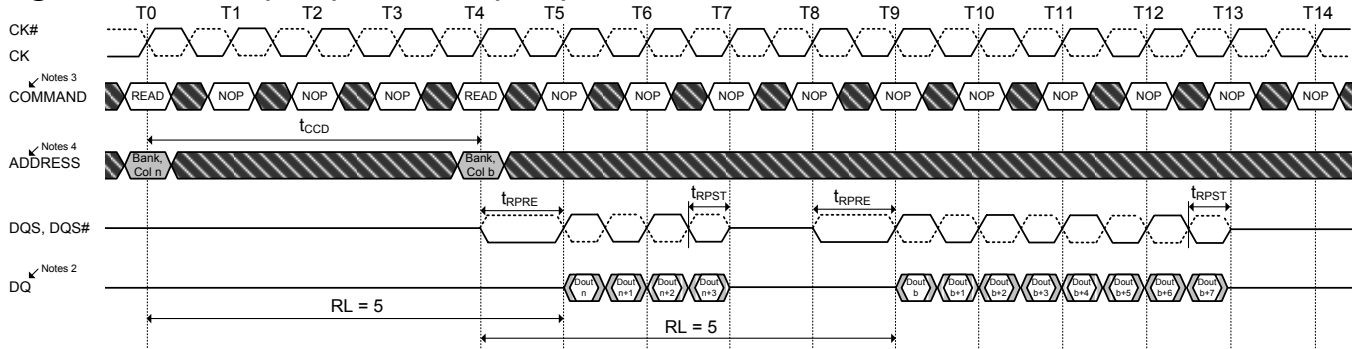 T0 T1 T2 T3 T4 T5 T6 T7 T8 T9 T10 T11 T12 T13 T14
CK#
CK
Notes 3
COMMAND READ NOP NOP NOP READ NOP NOP NOP NOP NOP NOP NOP NOP NOP NOP
tCCD
Notes 4
ADDRESS Bank, Col n Bank, Col b
tRPRE tRPST tRPRE tRPST
DQS, DQS#
Notes 2
DQ Dout n Dout n+1 Dout n+2 Dout n+3 Dout b Dout b+1 Dout b+2 Dout b+3 Dout b+4 Dout b+5 Dout b+6 Dout b+7
RL = 5
RL = 5